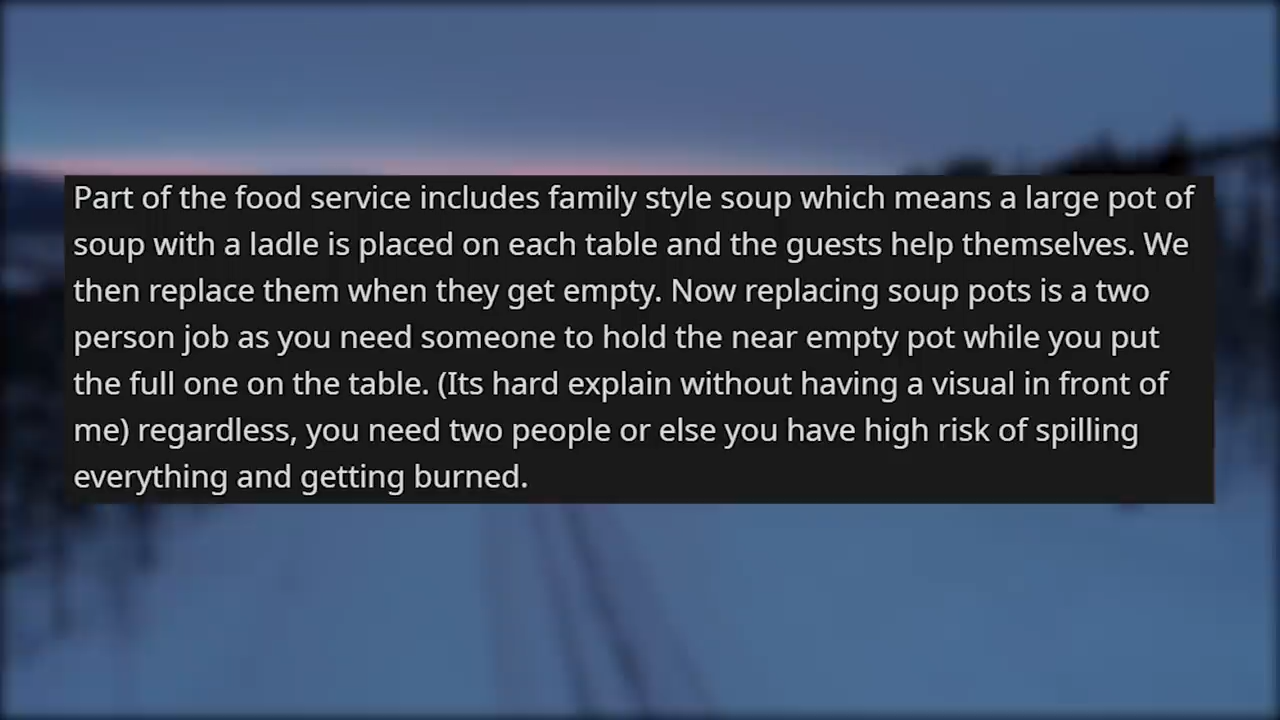 Part of the food service includes family style soup which means a large pot of
soup with a ladle is placed on each table and the guests help themselves. We
then replace them when they get empty. Now replacing soup pots is a two
person job as you need someone to hold the near empty pot while you put
the full one on the table. (Its hard explain without having a visual in front of
me) regardless, you need two people or else you have high risk of spilling
everything and getting burned.